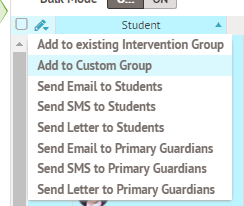 Bulk Mode
ON
Student
Add to existing Intervention Group
Add to Custom Group
Send Email to Students
Send SMS to Students
Send Letter to Students
Send Email to Primary Guardians
Send SMS to Primary Guardians
Send Letter to Primary Guardians